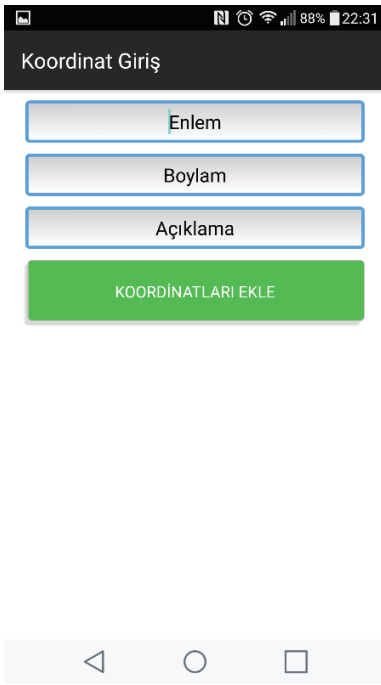 88% 22:31
Koordinat Giriş
Enlem
Boylam
Açıklama
KOORDİNATLARI EKLE